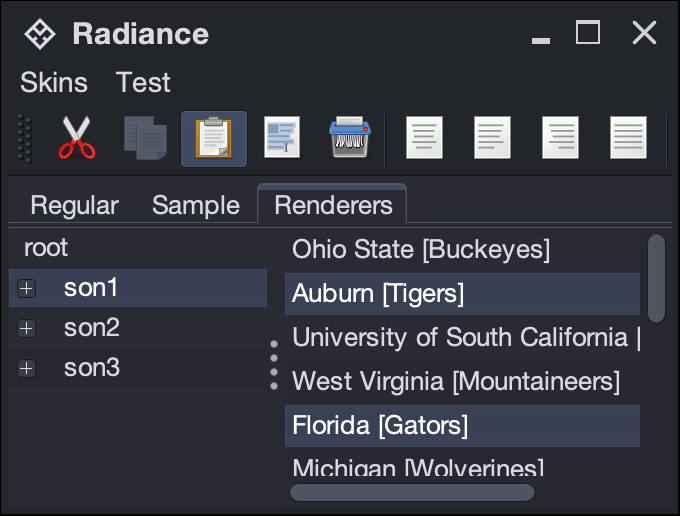 Radiance
Skins Test
Regular Sample Renderers
root
son1
son2
son3
Ohio State [Buckeyes]
Auburn [Tigers]
University of South California [
West Virginia [Mountaineers]
Florida [Gators]
Michigan [Wolverines]